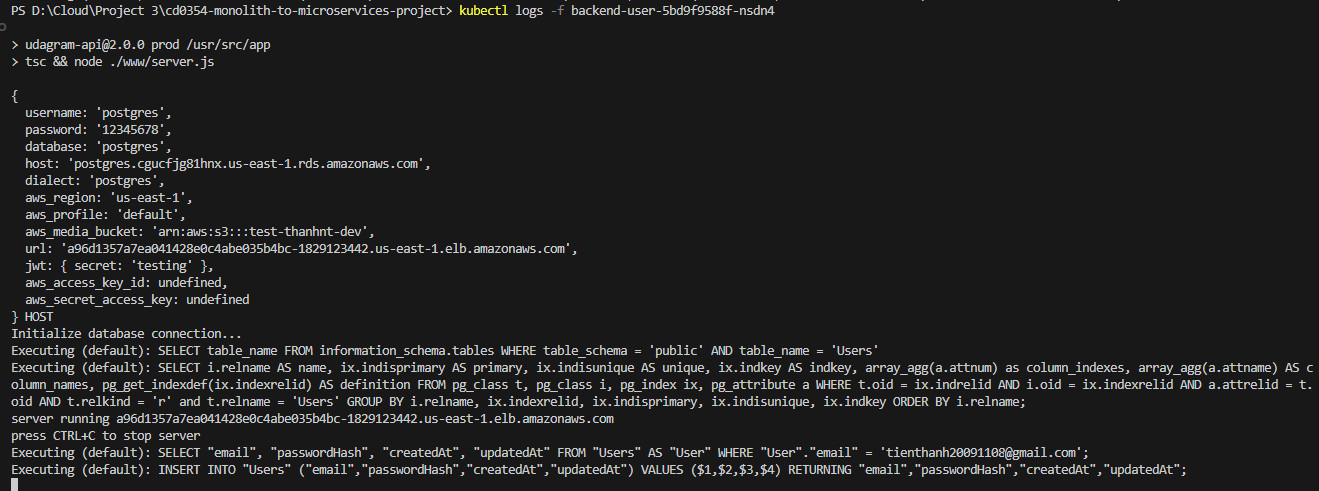 PS D:\Cloud\Project 3\cd0354-monolith-to-microservices-project> kubectl logs -f backend-user-5bd9f9588f-nsdn4
> udagram-api@2.0.0 prod /usr/src/app
> tsc && node ./www/server.js
{
  username: 'postgres',
  password: '12345678',
  database: 'postgres',
  host: 'postgres.cgucfjg81hnx.us-east-1.rds.amazonaws.com',
  dialect: 'postgres',
  aws_region: 'us-east-1',
  aws_profile: 'default',
  aws_media_bucket: 'arn:aws:s3:::test-thanhnt-dev',
  url: 'a96d1357a7ea041428e0c4abe035b4bc-1829123442.us-east-1.elb.amazonaws.com',
  jwt: { secret: 'testing' },
  aws_access_key_id: undefined,
  aws_secret_access_key: undefined
} HOST
Initialize database connection...
Executing (default): SELECT table_name FROM information_schema.tables WHERE table_schema = 'public' AND table_name = 'Users'
Executing (default): SELECT i.relname AS name, ix.indisprimary AS primary, ix.indisunique AS unique, ix.indkey AS indkey, array_agg(a.attnum) as column_indexes, array_agg(a.attname) AS c
olumn_names, pg_get_indexdef(ix.indexrelid) AS definition FROM pg_class t, pg_class i, pg_index ix, pg_attribute a WHERE t.oid = ix.indrelid AND i.oid = ix.indexrelid AND a.attrelid = t.
oid AND t.relkind = 'r' and t.relname = 'Users' GROUP BY i.relname, ix.indexrelid, ix.indisprimary, ix.indisunique, ix.indkey ORDER BY i.relname;
server running a96d1357a7ea041428e0c4abe035b4bc-1829123442.us-east-1.elb.amazonaws.com
press CTRL+C to stop server
Executing (default): SELECT "email", "passwordHash", "createdAt", "updatedAt" FROM "Users" AS "User" WHERE "User"."email" = 'tienthanh20091108@gmail.com';
Executing (default): INSERT INTO "Users" ("email","passwordHash","createdAt","updatedAt") VALUES ($1,$2,$3,$4) RETURNING "email","passwordHash","createdAt","updatedAt";